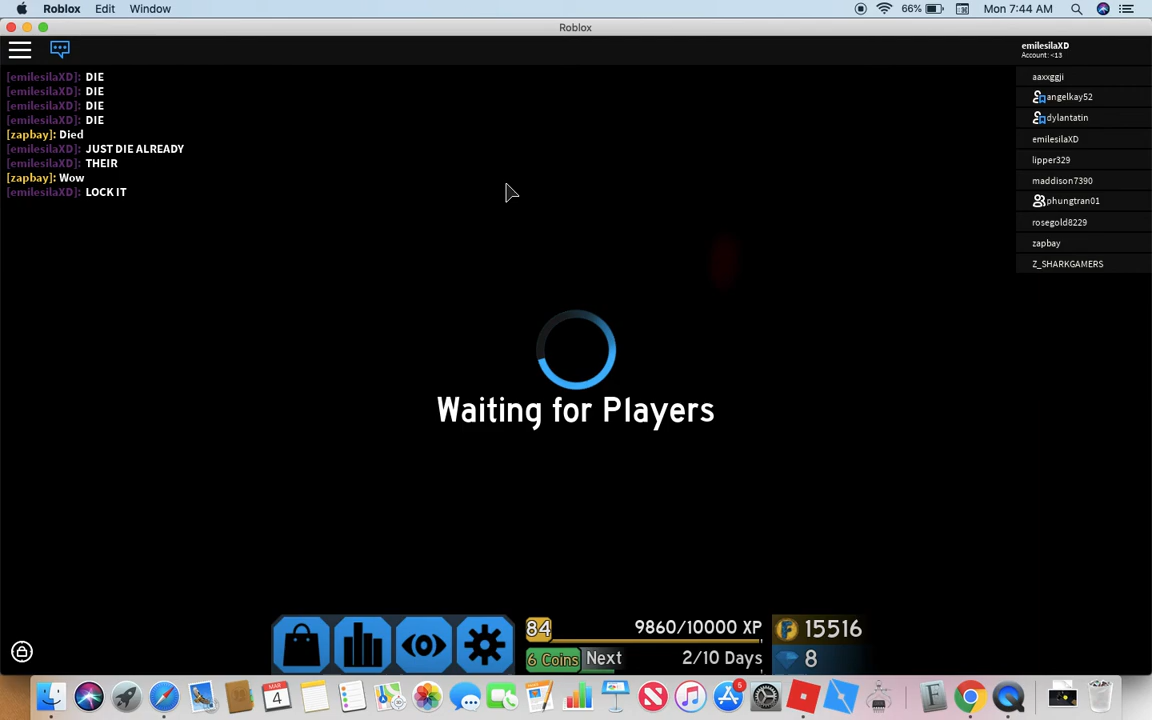 Roblox Edit Window 66% Mon 7:44 AM
Roblox
emilesilaXD
Account: <13
[emilesilaXD]: DIE
[emilesilaXD]: DIE
[emilesilaXD]: DIE
[emilesilaXD]: DIE
[zapbay]: Died
[emilesilaXD]: JUST DIE ALREADY
[emilesilaXD]: THEIR
[zapbay]: Wow
[emilesilaXD]: LOCK IT
aaxxggji
angelkay52
dylantatin
emilesilaXD
lipper329
maddison7390
phungtran01
rosegold8229
zapbay
Z_SHARKGAMERS
Waiting for Players
84 9860/10000 XP
6 Coins Next 2/10 Days
F 15516
8
MAR
4
5
F